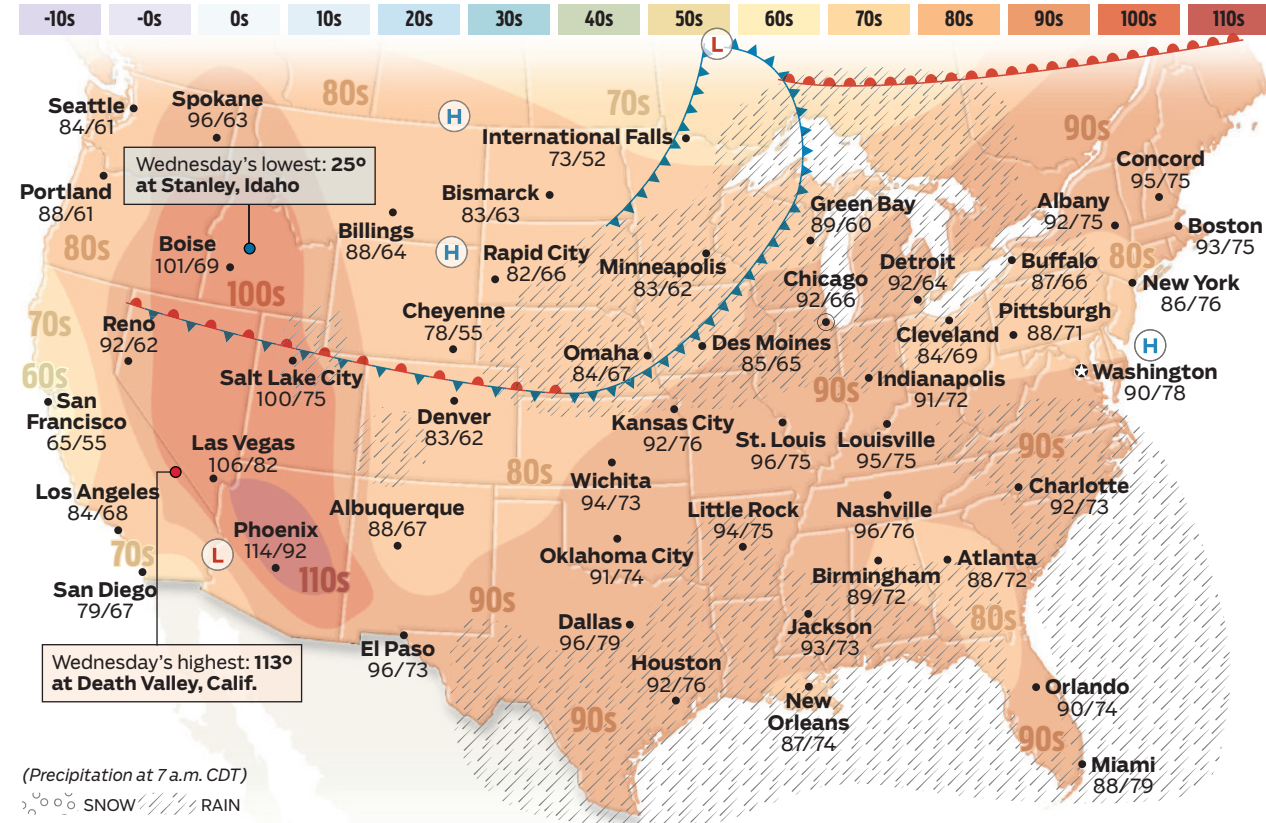 -10s -0s 0s 10s 20s 30s 40s 50s 60s 70s 80s 90s 100s 110s
L
Seattle
84/61
Spokane
96/63
80s
H
70s
International Falls
73/52
90s
Concord
95/75
Wednesday's lowest: 25º
at Stanley, Idaho
Portland
88/61
Bismarck
83/63
Billings
88/64
Green Bay
89/60
Albany
92/75
Boston
93/75
80s
Boise
101/69
H
Rapid City
82/66
Minneapolis
83/62
Chicago
92/66
Detroit
92/64
Buffalo
87/66
80s
New York
86/76
100s
70s
Reno
92/62
Cheyenne
78/55
Omaha
84/67
Des Moines
85/65
Cleveland
84/69
Pittsburgh
88/71
H
60s
Salt Lake City
100/75
90s
Indianapolis
91/72
Washington
90/78
San
Francisco
65/55
Denver
83/62
Kansas City
92/76
St. Louis
96/75
Louisville
95/75
90s
Las Vegas
106/82
80s
Wichita
94/73
Charlotte
92/73
Los Angeles
84/68
Phoenix
114/92
Albuquerque
88/67
Little Rock
94/75
Nashville
96/76
70s
L
110s
Oklahoma City
91/74
Birmingham
89/72
Atlanta
88/72
San Diego
79/67
90s
80s
Dallas
96/79
Jackson
93/73
El Paso
96/73
Houston
92/76
Wednesday's highest: 113º
at Death Valley, Calif.
New
Orleans
87/74
Orlando
90/74
90s
90s
Miami
88/79
(Precipitation at 7 a.m. CDT)
SNOW RAIN